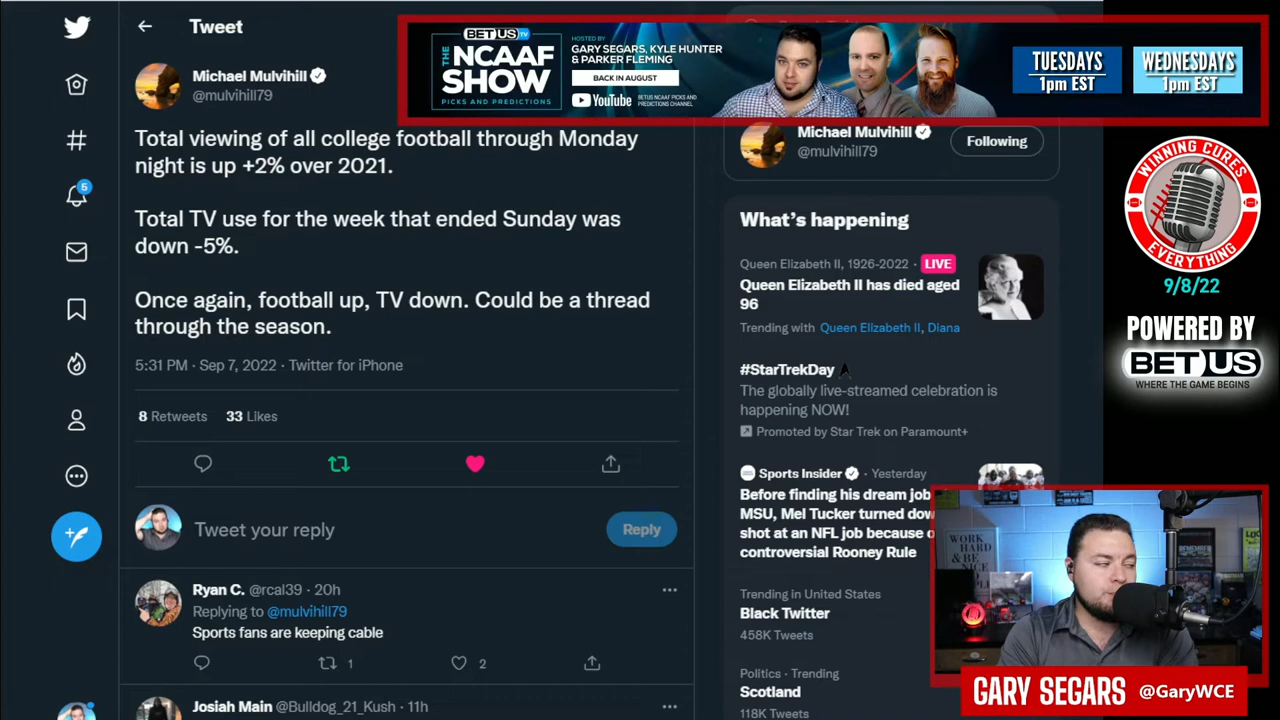 Tweet
Michael Mulvihill
@mulvihill79
Total viewing of all college football through Monday
night is up +2% over 2021.
Total TV use for the week that ended Sunday was
down -5%.
Once again, football up, TV down. Could be a thread
through the season.
5:31 PM · Sep 7, 2022 · Twitter for iPhone
8 Retweets 33 Likes
5
Tweet your reply
Reply
Ryan C. @rcal39 · 20h
Replying to @mulvihill79
Sports fans are keeping cable
1
2
Josiah Main @Bulldog_21_Kush · 11h
BETUS TV
THE NCAAF
SHOW
PICKS AND PREDICTIONS
HOSTED BY
GARY SEGARS, KYLE HUNTER
& PARKER FLEMING
BACK IN AUGUST
YouTube
BETUS NCAAF PICKS AND
PREDICTIONS CHANNEL
TUESDAYS
1pm EST
WEDNESDAYS
1pm EST
Michael Mulvihill
@mulvihill79
Following
What's happening
Queen Elizabeth II, 1926-2022 · LIVE
Queen Elizabeth II has died aged
96
Trending with Queen Elizabeth II, Diana
#StarTrekDay
The globally live-streamed celebration is
happening NOW!
Promoted by Star Trek on Paramount+
Sports Insider · Yesterday
Before finding his dream job
MSU, Mel Tucker turned dow
shot at an NFL job because o
controversial Rooney Rule
Trending in United States
Black Twitter
458K Tweets
Politics · Trending
Scotland
118K Tweets
WINNING CURES
EVERYTHING
9/8/22
POWERED BY
BETUS
WHERE THE GAME BEGINS
WORK
HARD
GARY SEGARS @GaryWCE